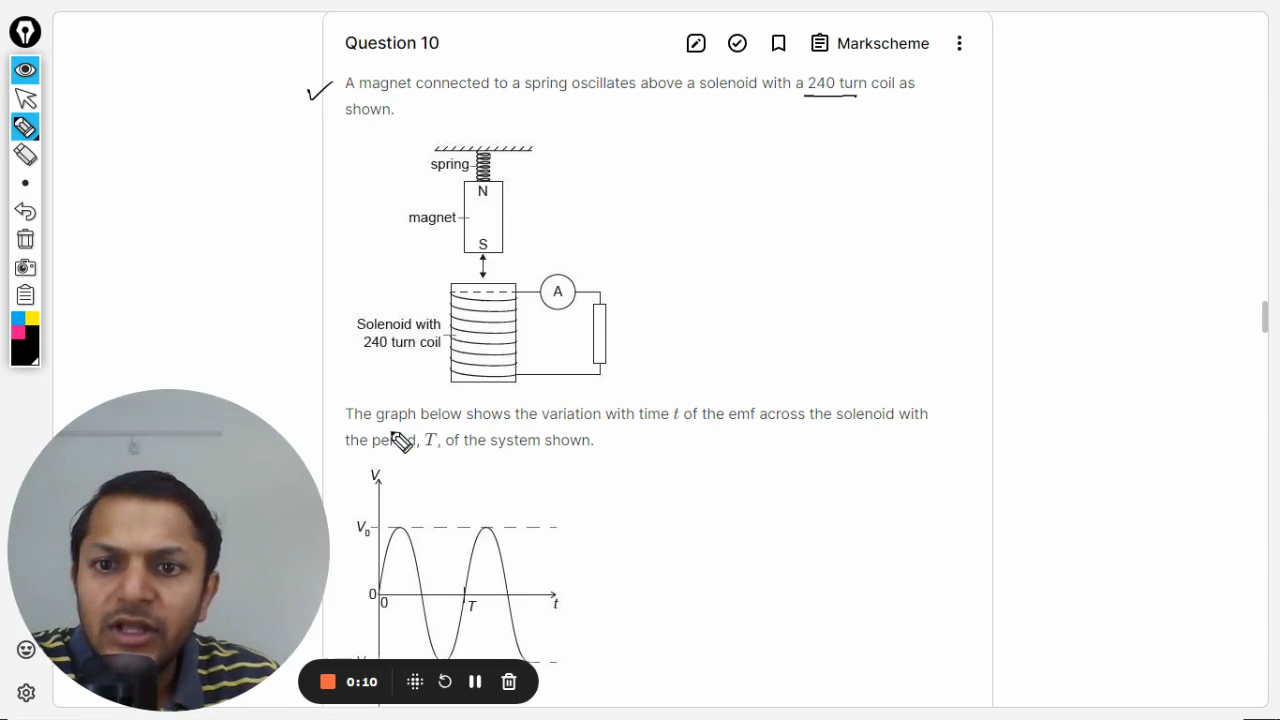 Question 10
Markscheme
A magnet connected to a spring oscillates above a solenoid with a 240 turn coil as
shown.
spring
N
magnet
S
A
Solenoid with
240 turn coil
The graph below shows the variation with time t of the emf across the solenoid with
the period, T, of the system shown.
V
V₀
0
0
T
t
0:10